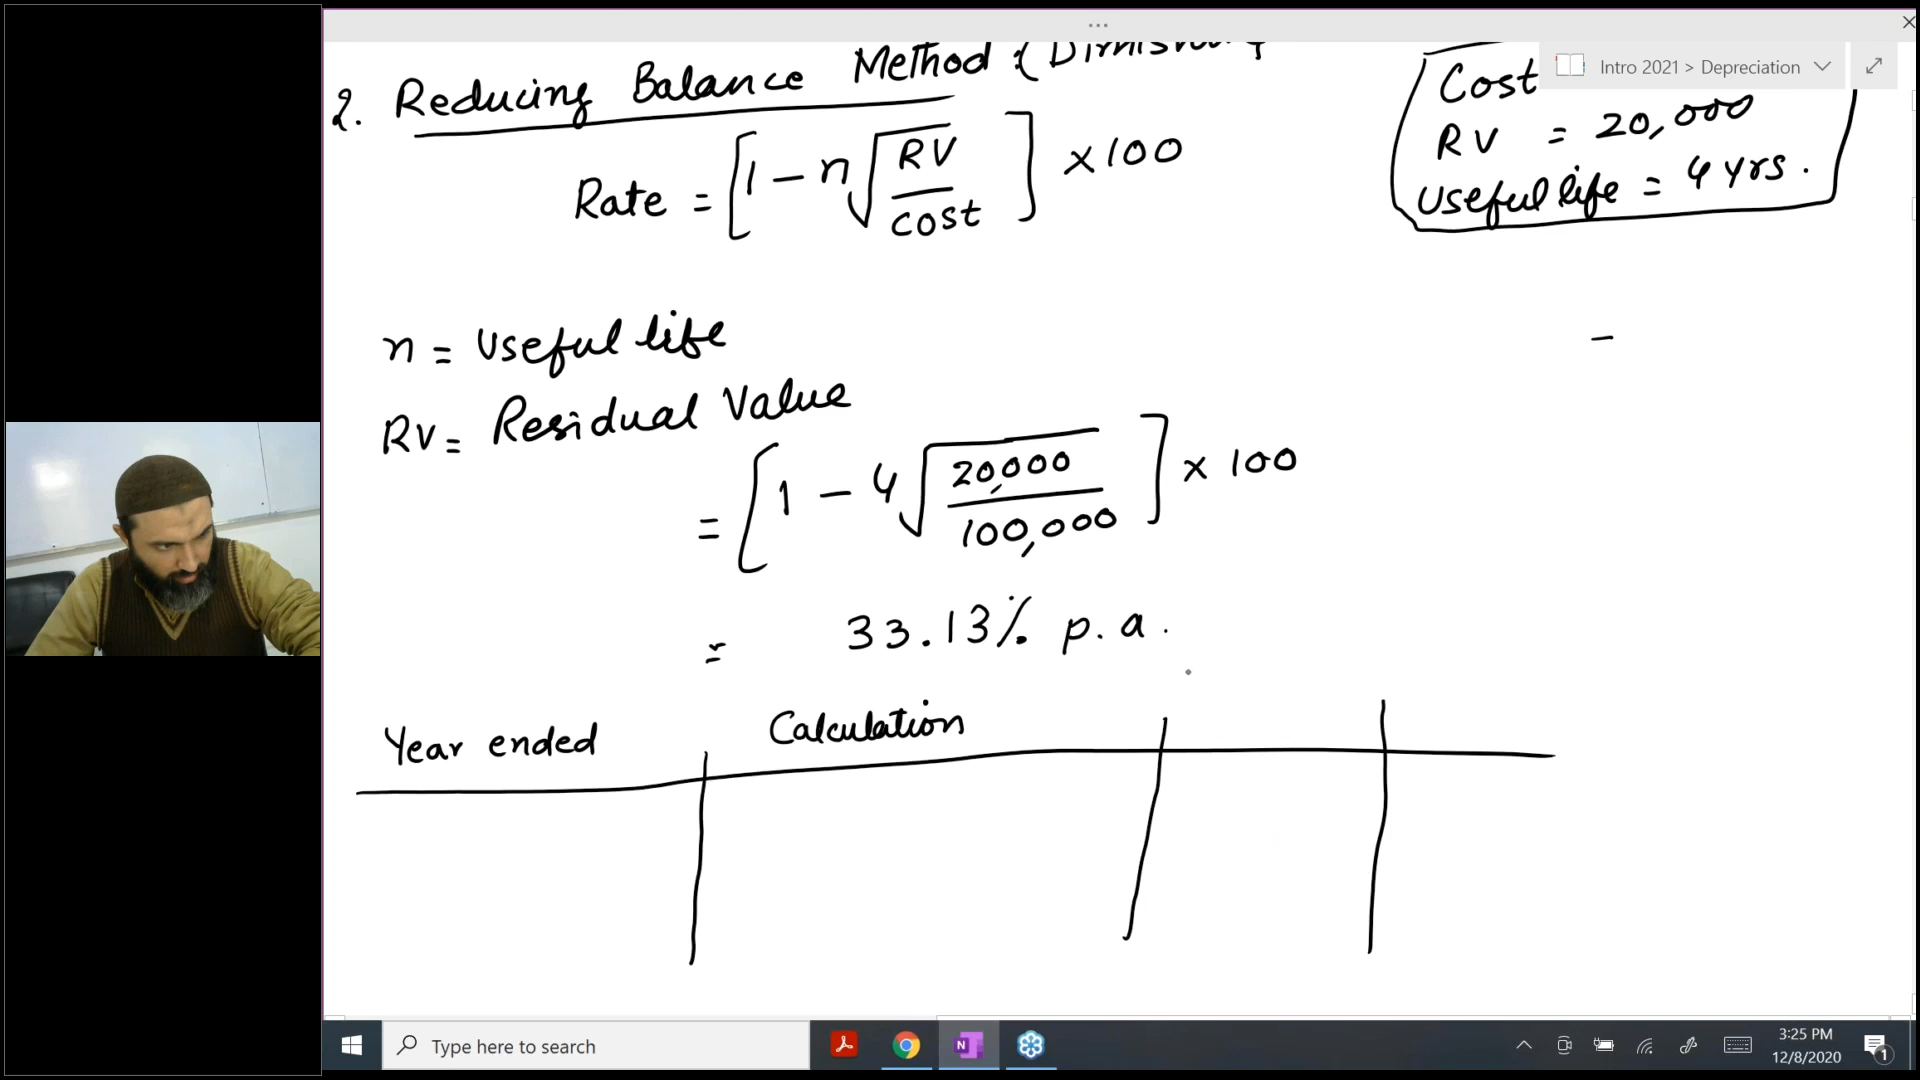 Intro 2021 > Depreciation
2. Reducing Balance Method {
Rate = [1 - n√RV/cost] × 100
Cost
RV = 20,000
Useful life = 4 yrs.
n = Useful life
RV = Residual Value
= [1 - 4√20,000/100,000] × 100
= 33.13% p.a.
Year ended Calculation
Type here to search
3:25 PM
12/8/2020
1